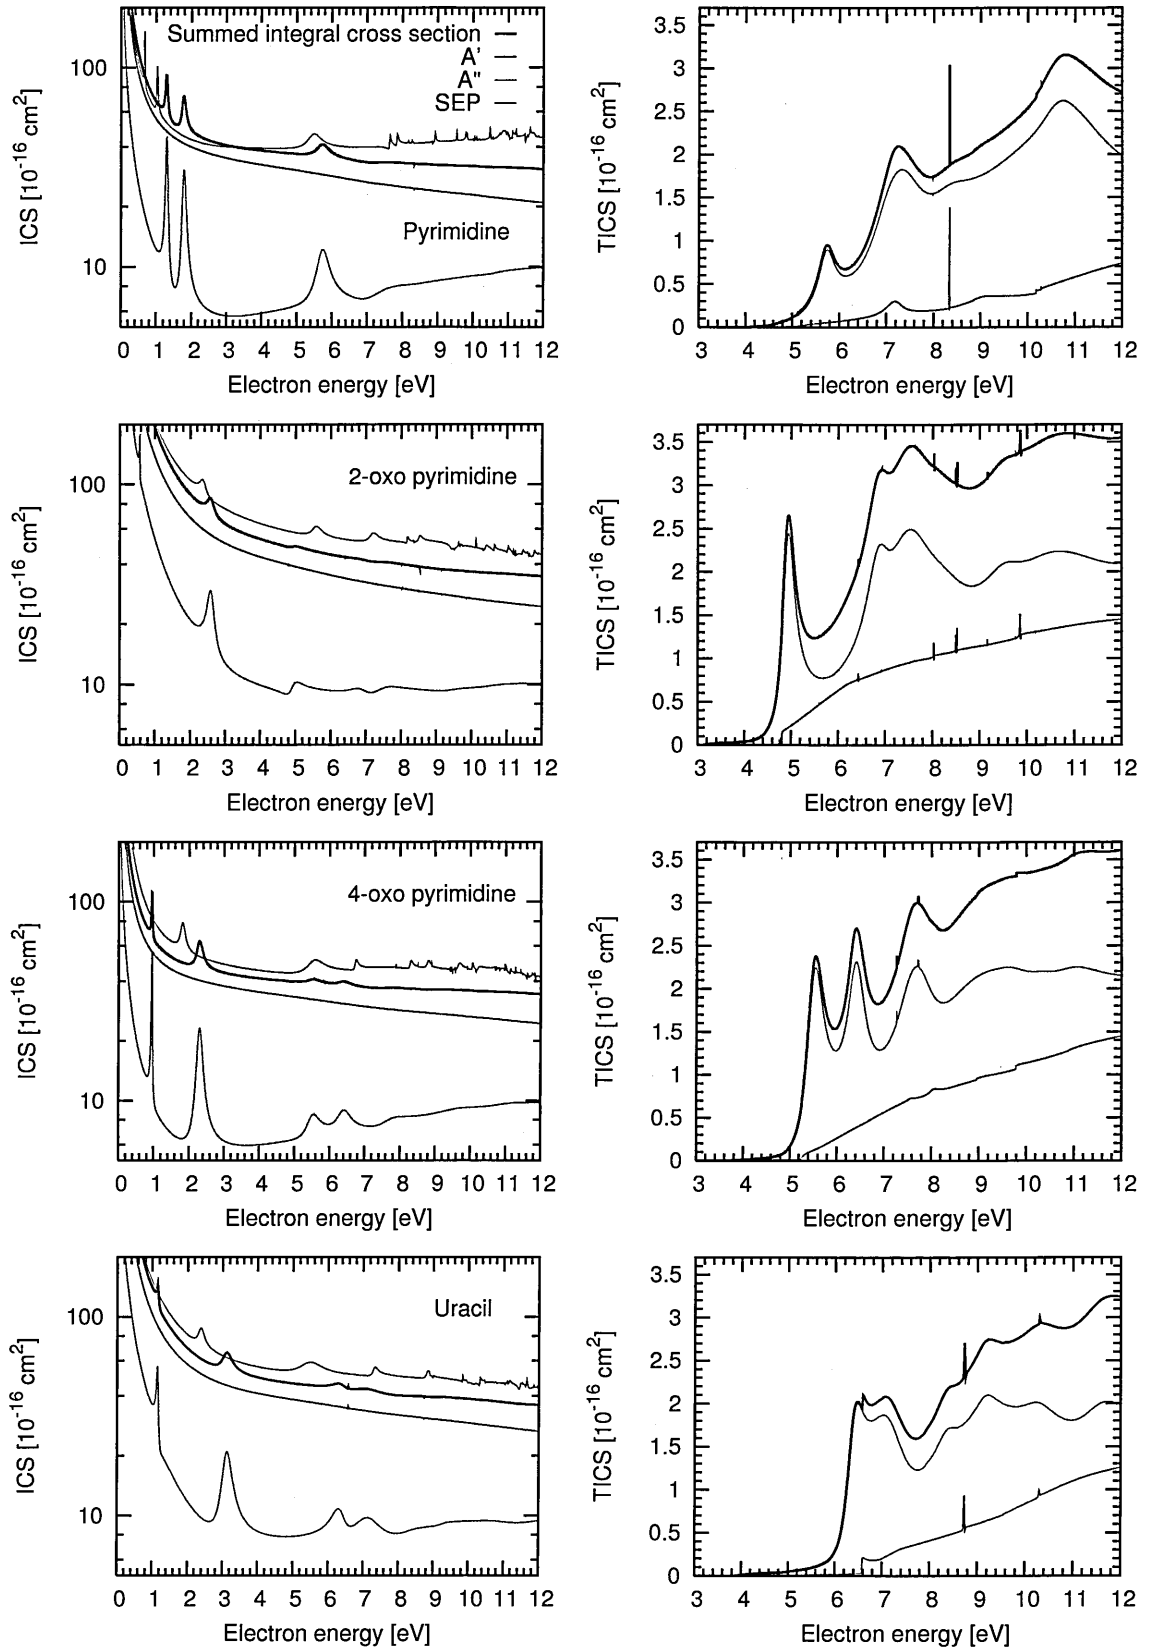 Summed integral cross section
A'
A"
SEP
100
10
ICS [10^-16 cm^2]
Pyrimidine
0 1 2 3 4 5 6 7 8 9 10 11 12
Electron energy [eV]
3.5
3
2.5
2
1.5
1
0.5
0
TICS [10^-16 cm^2]
3 4 5 6 7 8 9 10 11 12
Electron energy [eV]
2-oxo pyrimidine
100
10
ICS [10^-16 cm^2]
0 1 2 3 4 5 6 7 8 9 10 11 12
Electron energy [eV]
3.5
3
2.5
2
1.5
1
0.5
0
TICS [10^-16 cm^2]
3 4 5 6 7 8 9 10 11 12
Electron energy [eV]
4-oxo pyrimidine
100
10
ICS [10^-16 cm^2]
0 1 2 3 4 5 6 7 8 9 10 11 12
Electron energy [eV]
3.5
3
2.5
2
1.5
1
0.5
0
TICS [10^-16 cm^2]
3 4 5 6 7 8 9 10 11 12
Electron energy [eV]
Uracil
100
10
ICS [10^-16 cm^2]
0 1 2 3 4 5 6 7 8 9 10 11 12
Electron energy [eV]
3.5
3
2.5
2
1.5
1
0.5
0
TICS [10^-16 cm^2]
3 4 5 6 7 8 9 10 11 12
Electron energy [eV]